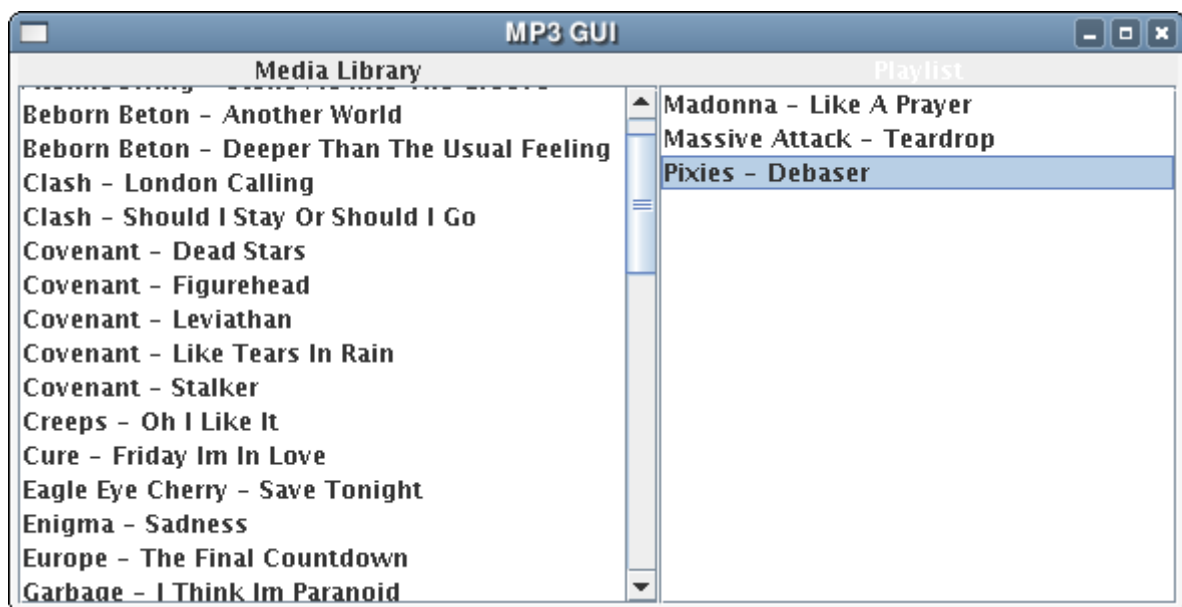 MP3 GUI
Media Library
Playlist
Beborn Beton - Another World
Beborn Beton - Deeper Than The Usual Feeling
Clash - London Calling
Clash - Should I Stay Or Should I Go
Covenant - Dead Stars
Covenant - Figurehead
Covenant - Leviathan
Covenant - Like Tears In Rain
Covenant - Stalker
Creeps - Oh I Like It
Cure - Friday Im In Love
Eagle Eye Cherry - Save Tonight
Enigma - Sadness
Europe - The Final Countdown
Garbage - I Think Im Paranoid
Madonna - Like A Prayer
Massive Attack - Teardrop
Pixies - Debaser